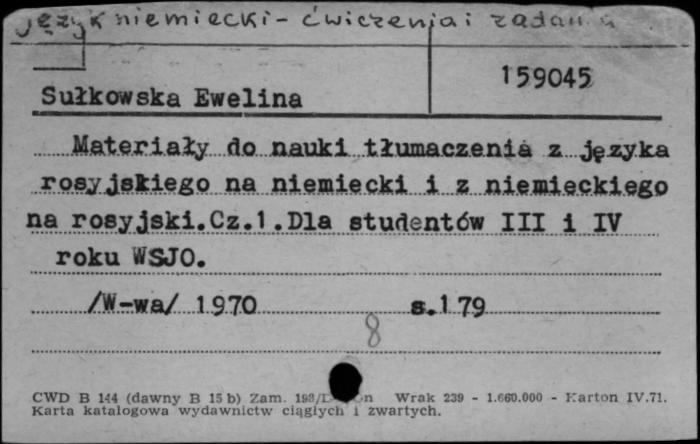 język niemiecki - ćwiczenia i zadania
159045
Sułkowska Ewelina
Materiały do nauki tłumaczenia z języka
rosyjskiego na niemiecki i z niemieckiego
na rosyjski.Cz.1.Dla studentów III i IV
roku WSJO.
/W-wa/ 1970 s.179
8
CWD B 144 (dawny B 15 b) Zam. Wrak 239 - 1.660.000 - Karton IV.71.
Karta katalogowa wydawnictw ciągłych i zwartych.